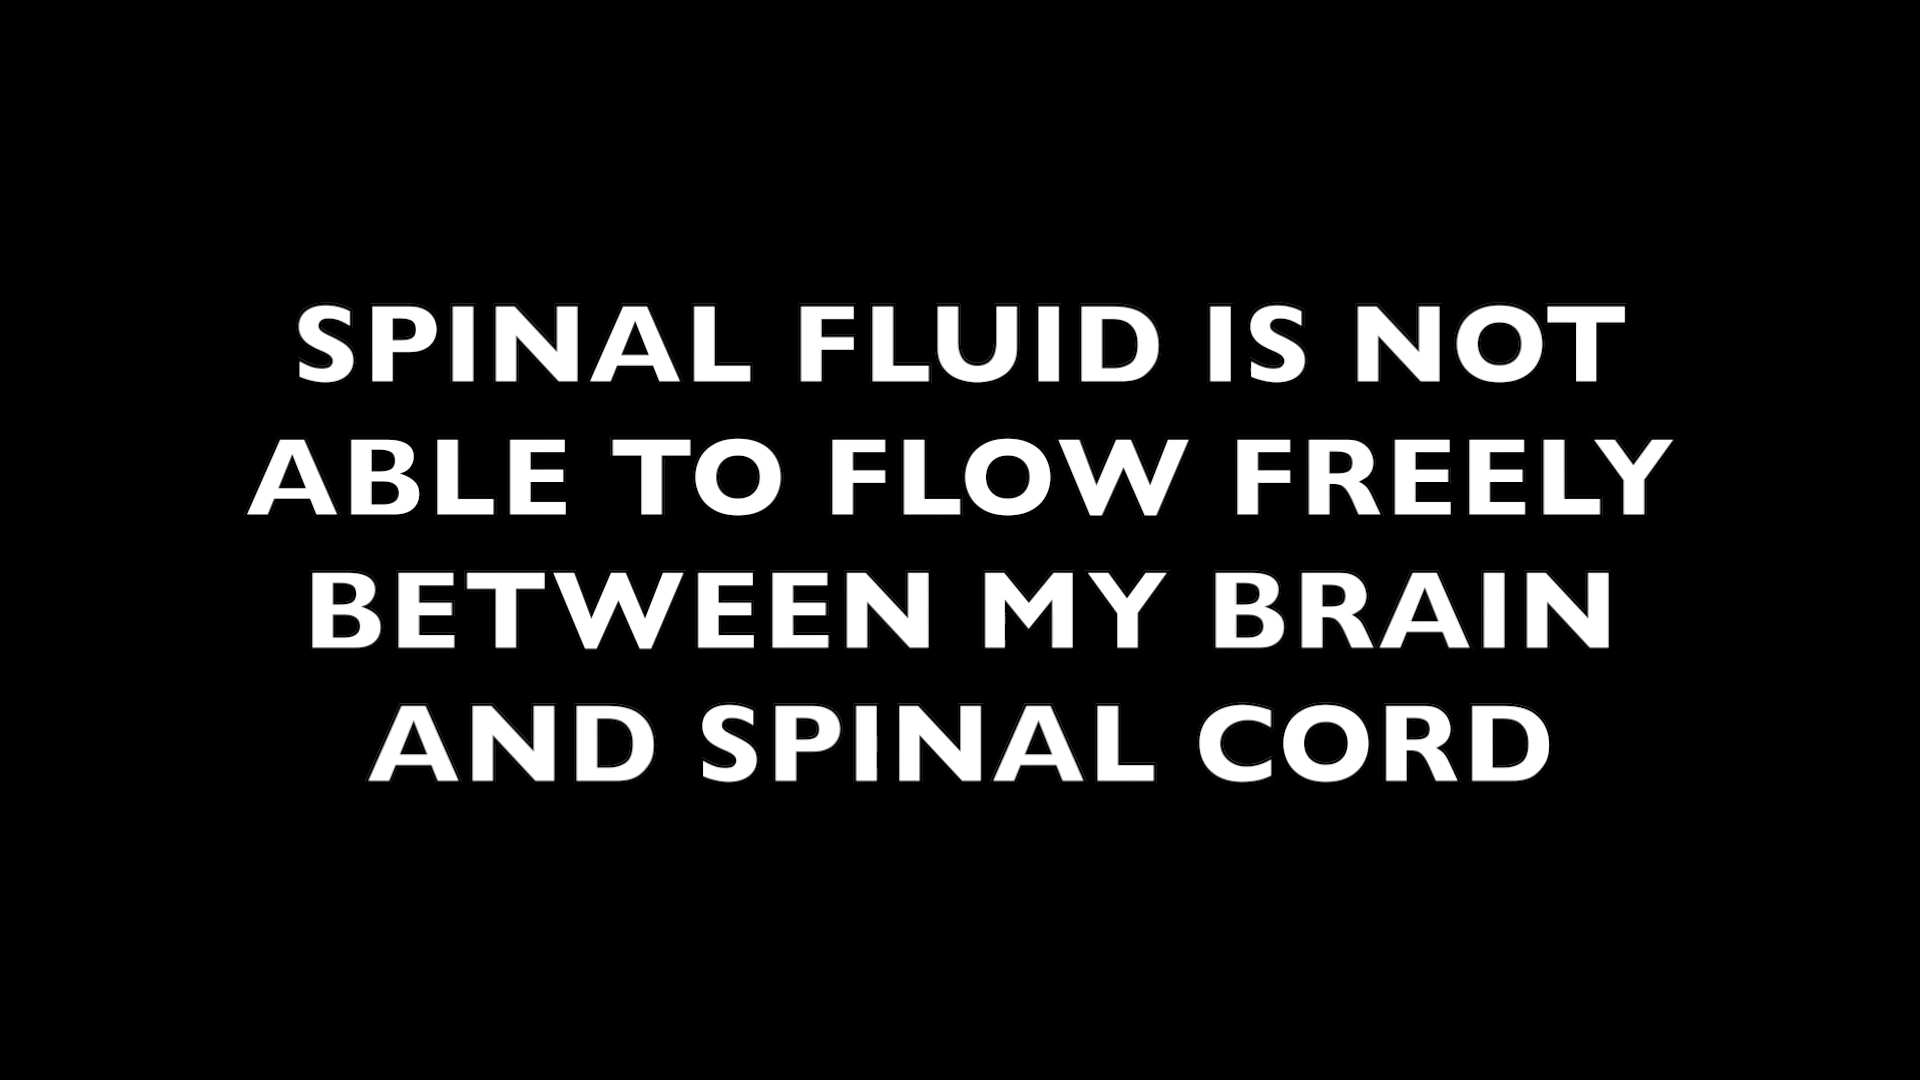 SPINAL FLUID IS NOT
ABLE TO FLOW FREELY
BETWEEN MY BRAIN
AND SPINAL CORD